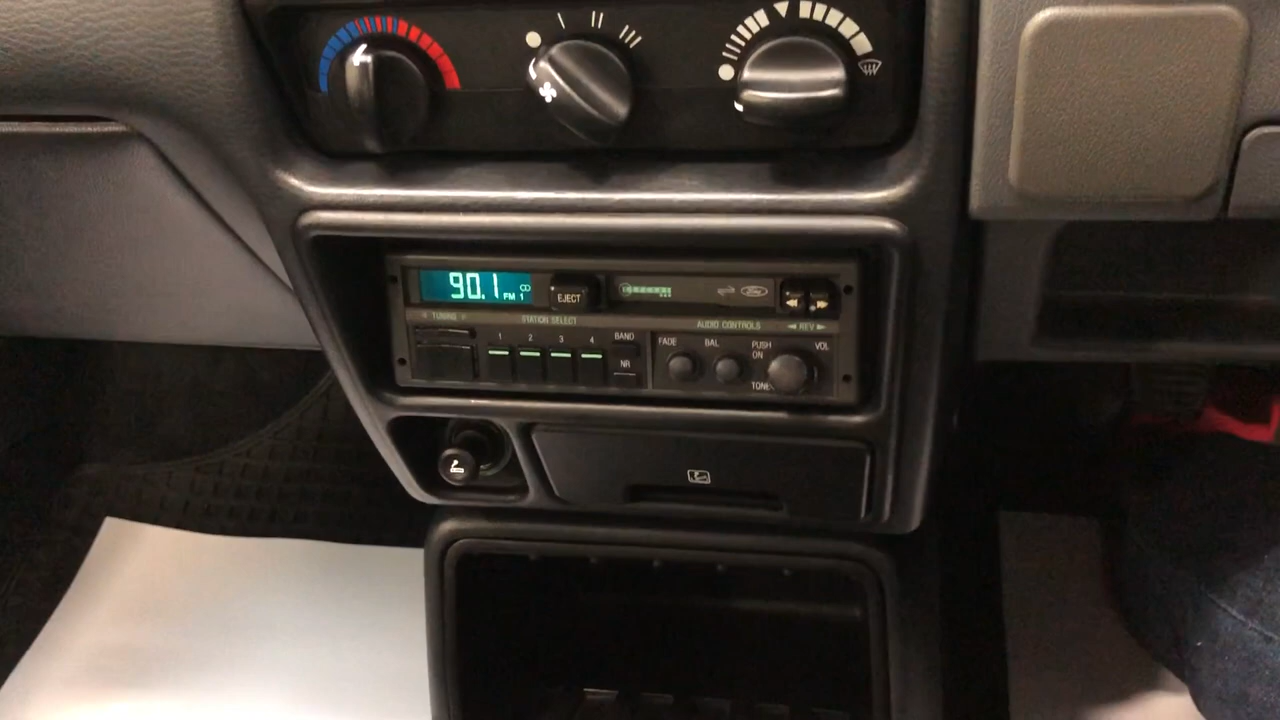 90.1
FM 1
EJECT
Ford
TUNING
STATION SELECT
AUDIO CONTROLS
REV
1 2 3 4
BAND
NR
FADE
BAL
PUSH
ON
VOL
TONE